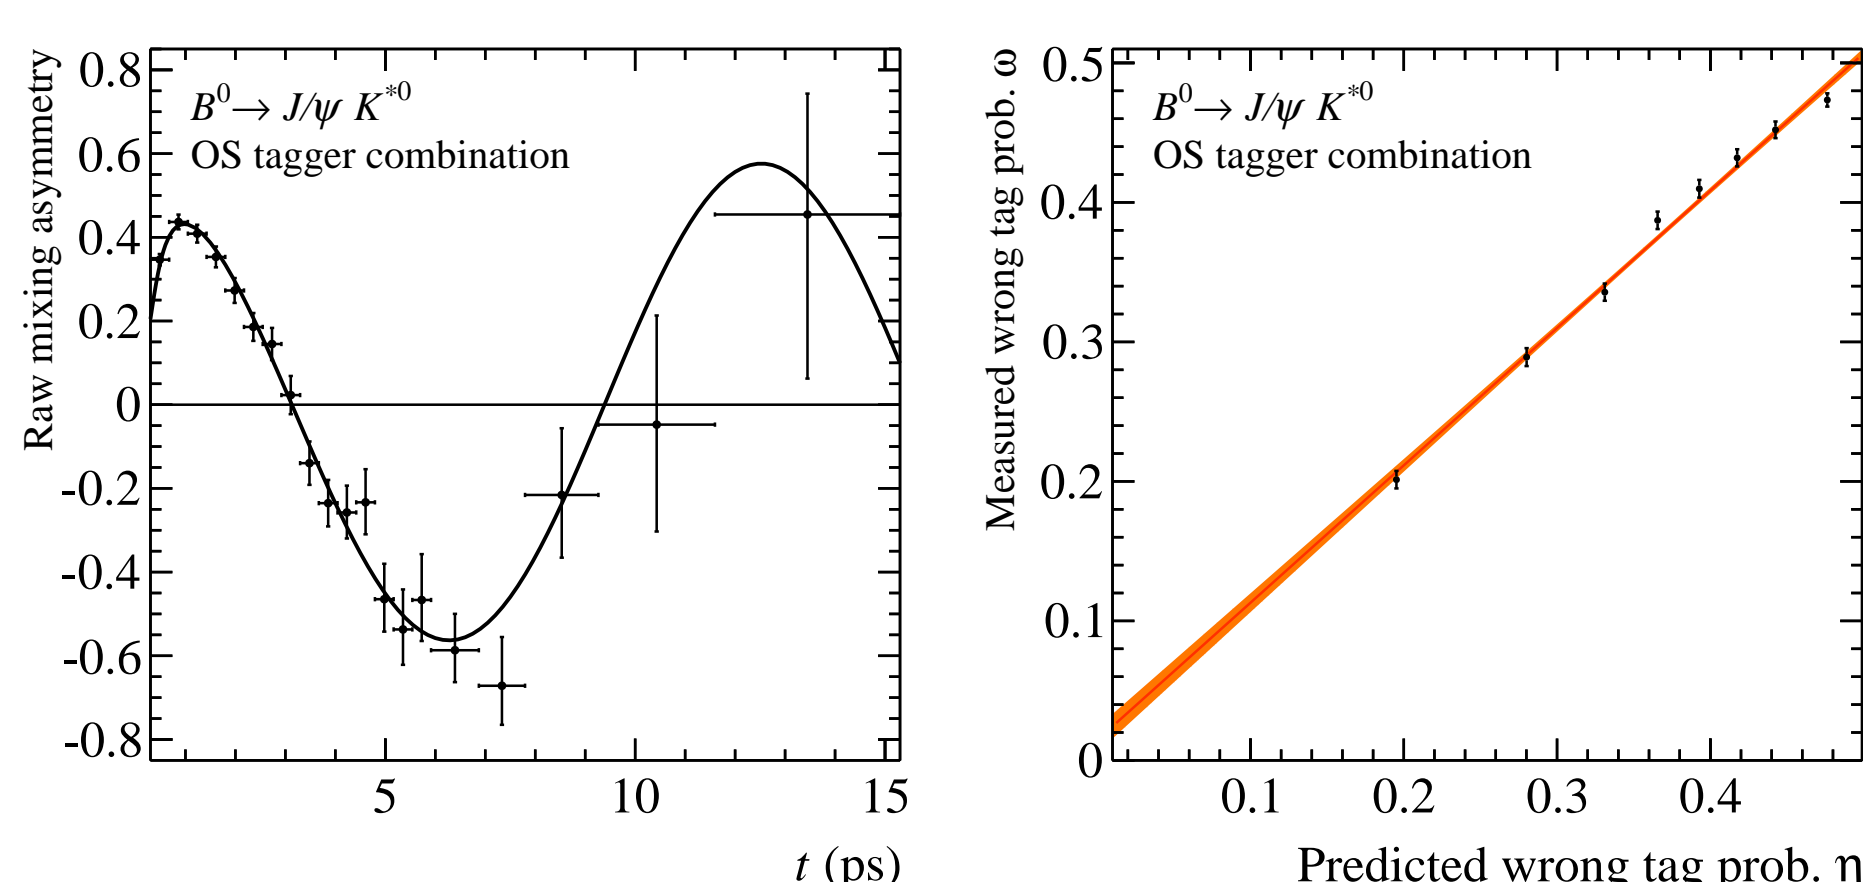 Raw mixing asymmetry
0.8
0.6
0.4
0.2
0
-0.2
-0.4
-0.6
-0.8
B⁰→ J/ψ K*⁰
OS tagger combination
5 10 15
t (ps)
Measured wrong tag prob. ω
0.5
0.4
0.3
0.2
0.1
0
B⁰→ J/ψ K*⁰
OS tagger combination
0.1 0.2 0.3 0.4
Predicted wrong tag prob. η